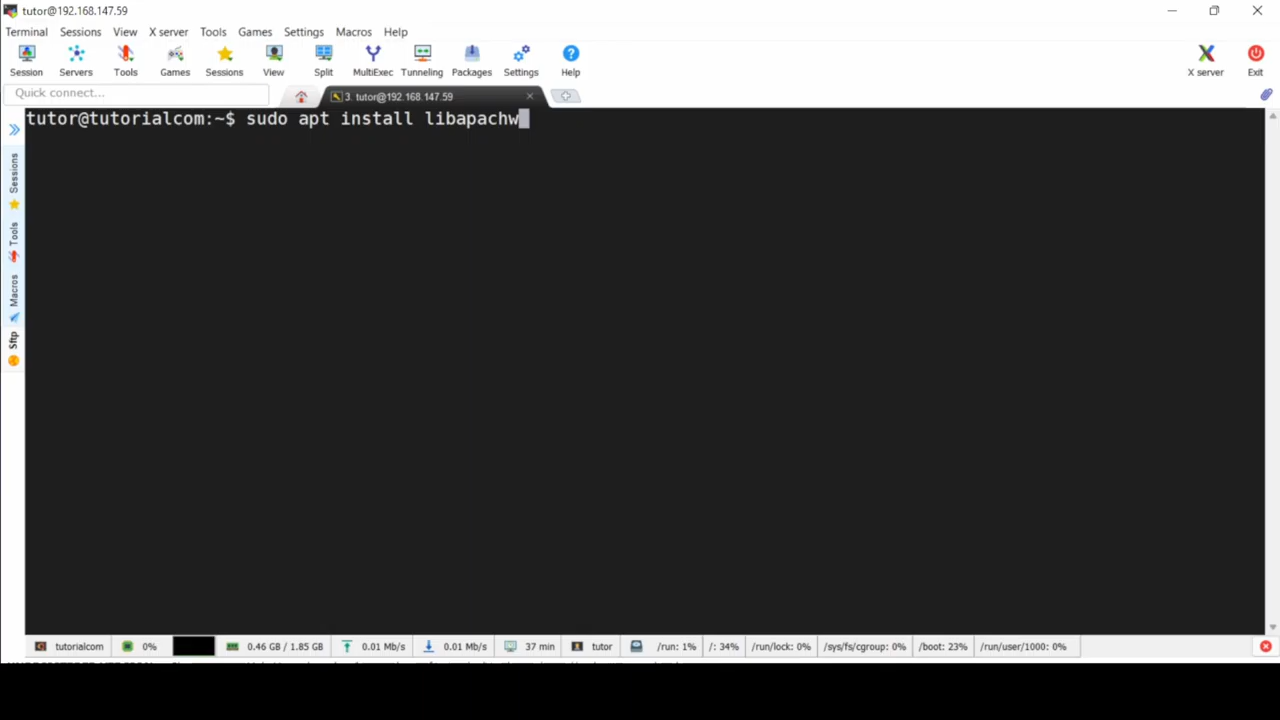 tutor@192.168.147.59
Terminal Sessions View X server Tools Games Settings Macros Help
Session Servers Tools Games Sessions View Split MultiExec Tunneling Packages Settings Help X server Exit
Quick connect...
3. tutor@192.168.147.59
tutor@tutorialcom:~$ sudo apt install libapachw
Sessions
Tools
Macros
Sftp
tutorialcom 0% 0.46 GB / 1.85 GB 0.01 Mb/s 0.01 Mb/s 37 min tutor /run: 1% /: 34% /run/lock: 0% /sys/fs/cgroup: 0% /boot: 23% /run/user/1000: 0%